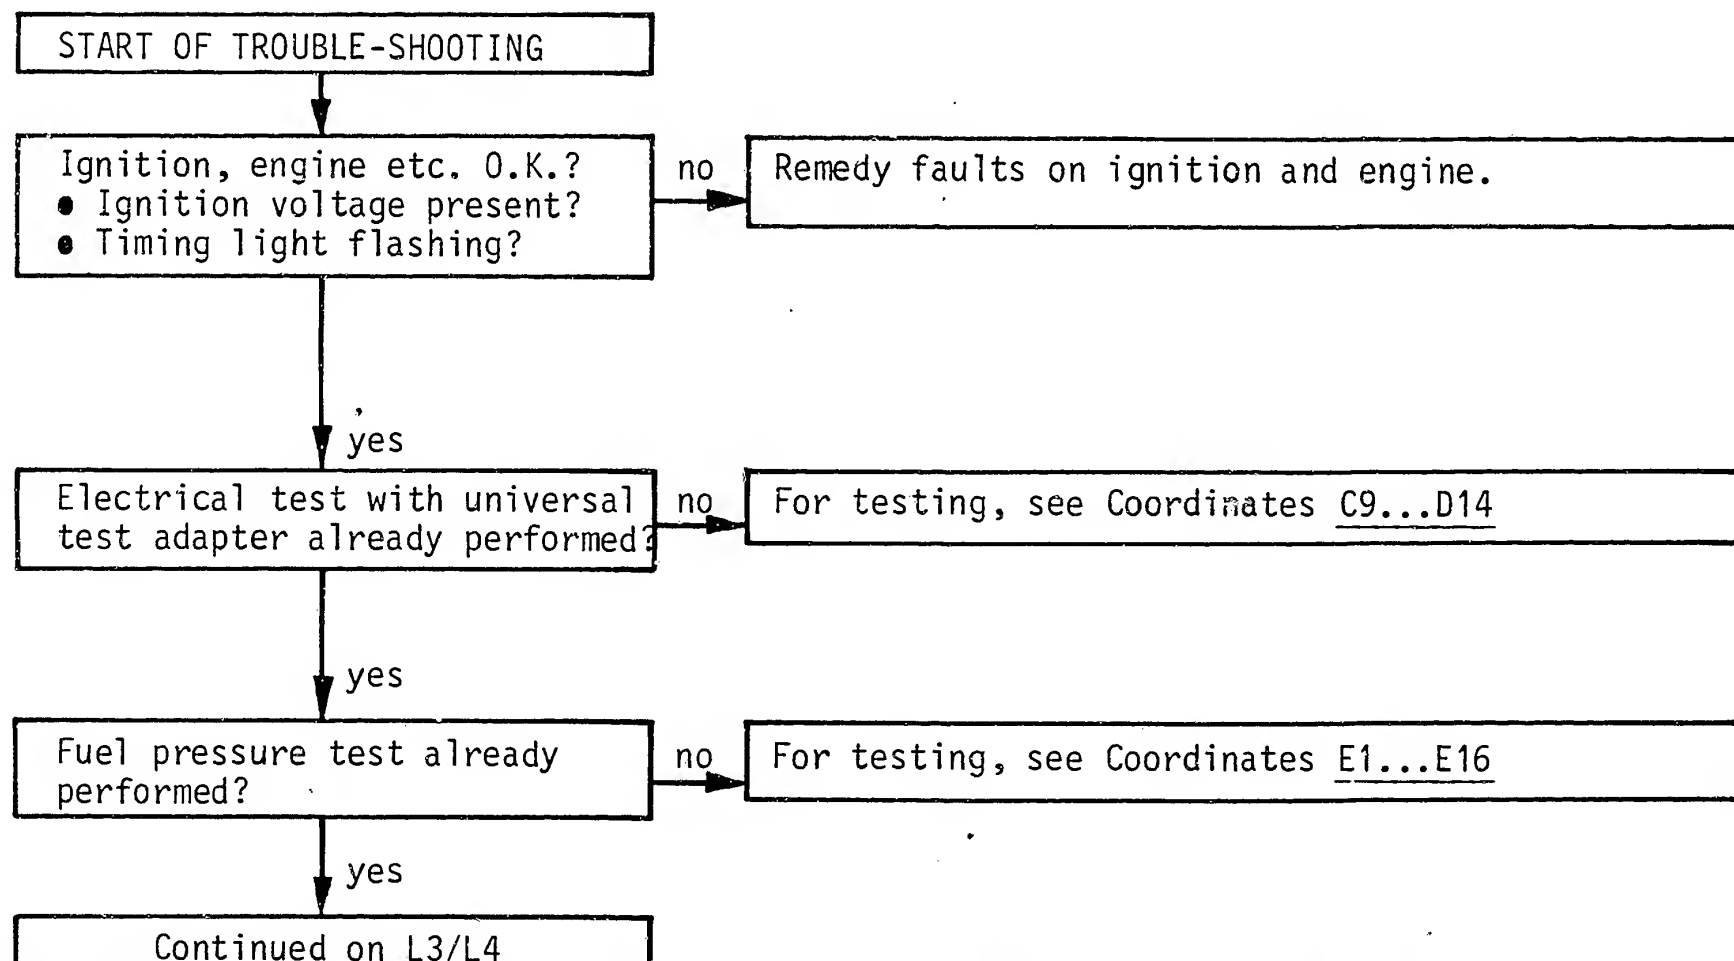 START OF TROUBLE-SHOOTING
Ignition, engine etc. O.K.?
● Ignition voltage present?
● Timing light flashing?
no
Remedy faults on ignition and engine.
yes
Electrical test with universal
test adapter already performed?
no
For testing, see Coordinates C9...D14
yes
Fuel pressure test already
performed?
no
For testing, see Coordinates E1...E16
yes
Continued on L3/L4